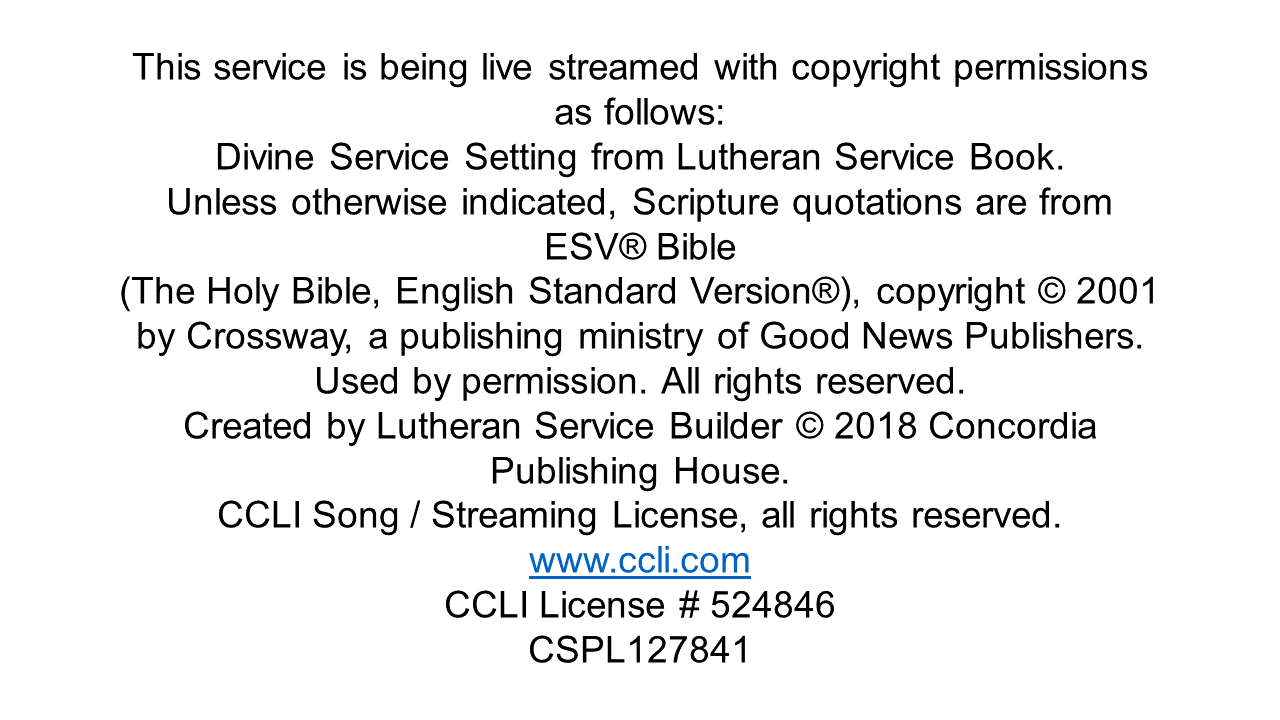 This service is being live streamed with copyright permissions
as follows:
Divine Service Setting from Lutheran Service Book.
Unless otherwise indicated, Scripture quotations are from
ESV® Bible
(The Holy Bible, English Standard Version®), copyright © 2001
by Crossway, a publishing ministry of Good News Publishers.
Used by permission. All rights reserved.
Created by Lutheran Service Builder © 2018 Concordia
Publishing House.
CCLI Song / Streaming License, all rights reserved.
www.ccli.com
CCLI License # 524846
CSPL127841